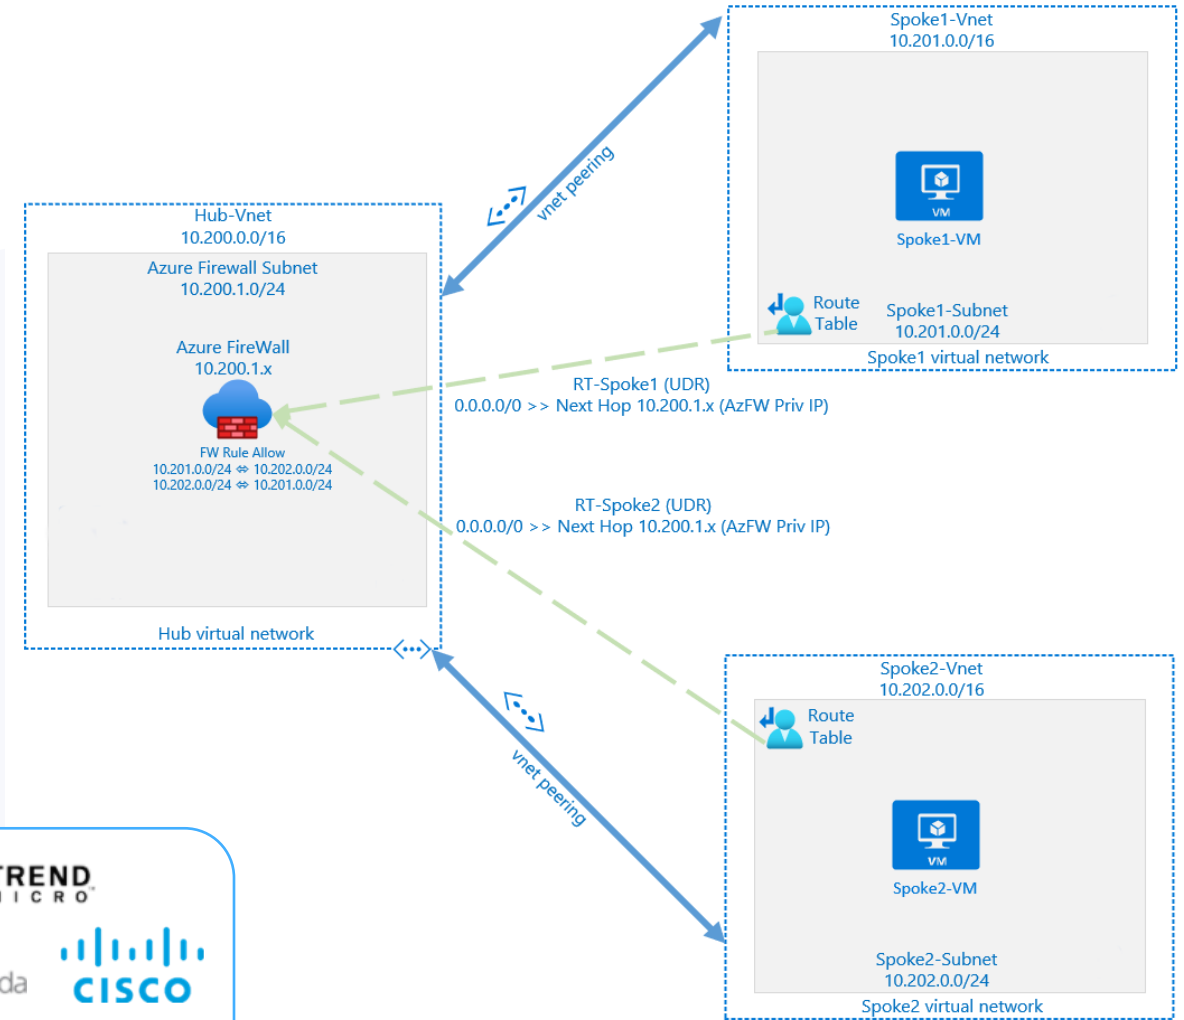 Spoke1-Vnet
10.201.0.0/16
VM
Spoke1-VM
Route
Table
Spoke1-Subnet
10.201.0.0/24
Spoke1 virtual network
vnet peering
Hub-Vnet
10.200.0.0/16
Azure Firewall Subnet
10.200.1.0/24
Azure FireWall
10.200.1.x
FW Rule Allow
10.201.0.0/24 ⇔ 10.202.0.0/24
10.202.0.0/24 ⇔ 10.201.0.0/24
Hub virtual network
RT-Spoke1 (UDR)
0.0.0.0/0 >> Next Hop 10.200.1.x (AzFW Priv IP)
RT-Spoke2 (UDR)
0.0.0.0/0 >> Next Hop 10.200.1.x (AzFW Priv IP)
vnet peering
Spoke2-Vnet
10.202.0.0/16
Route
Table
VM
Spoke2-VM
Spoke2-Subnet
10.202.0.0/24
Spoke2 virtual network
TREND
MICRO™
da
CISCO